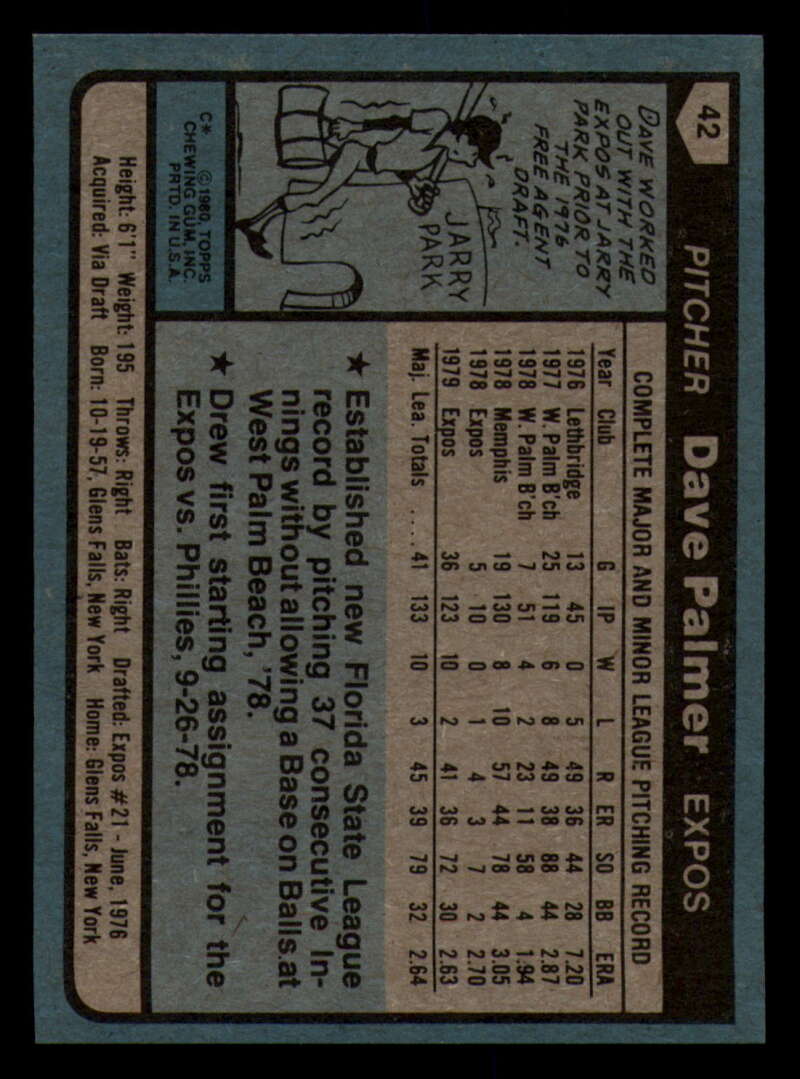 42
PITCHER Dave Palmer EXPOS
DAVE WORKED
OUT WITH THE
EXPOS AT JARRY
PARK PRIOR TO
THE 1976
FREE AGENT
DRAFT.
JARRY
PARK
C* ©1980 TOPPS
CHEWING GUM, INC.
PRTD. IN U.S.A.
COMPLETE MAJOR AND MINOR LEAGUE PITCHING RECORD
Year Club G IP W L R ER SO BB ERA
1976 Lethbridge 13 45 0 5 49 36 44 28 7.20
1977 W. Palm B'ch 25 119 6 8 49 38 88 44 2.87
1978 W. Palm B'ch 7 51 4 2 23 11 58 4 1.94
1978 Memphis 19 130 8 10 57 44 78 44 3.05
1978 Expos 5 10 0 1 4 3 7 2 2.70
1979 Expos 36 123 10 2 41 36 72 30 2.63
Maj. Lea. Totals .... 41 133 10 3 45 39 79 32 2.64
★ Established new Florida State League
record by pitching 37 consecutive In-
nings without allowing a Base on Balls at
West Palm Beach, '78.
★ Drew first starting assignment for the
Expos vs. Phillies, 9-26-78.
Height: 6'1" Weight: 195 Throws: Right Bats: Right Drafted: Expos #21 - June, 1976
Acquired: Via Draft Born: 10-19-57, Glens Falls, New York Home: Glens Falls, New York